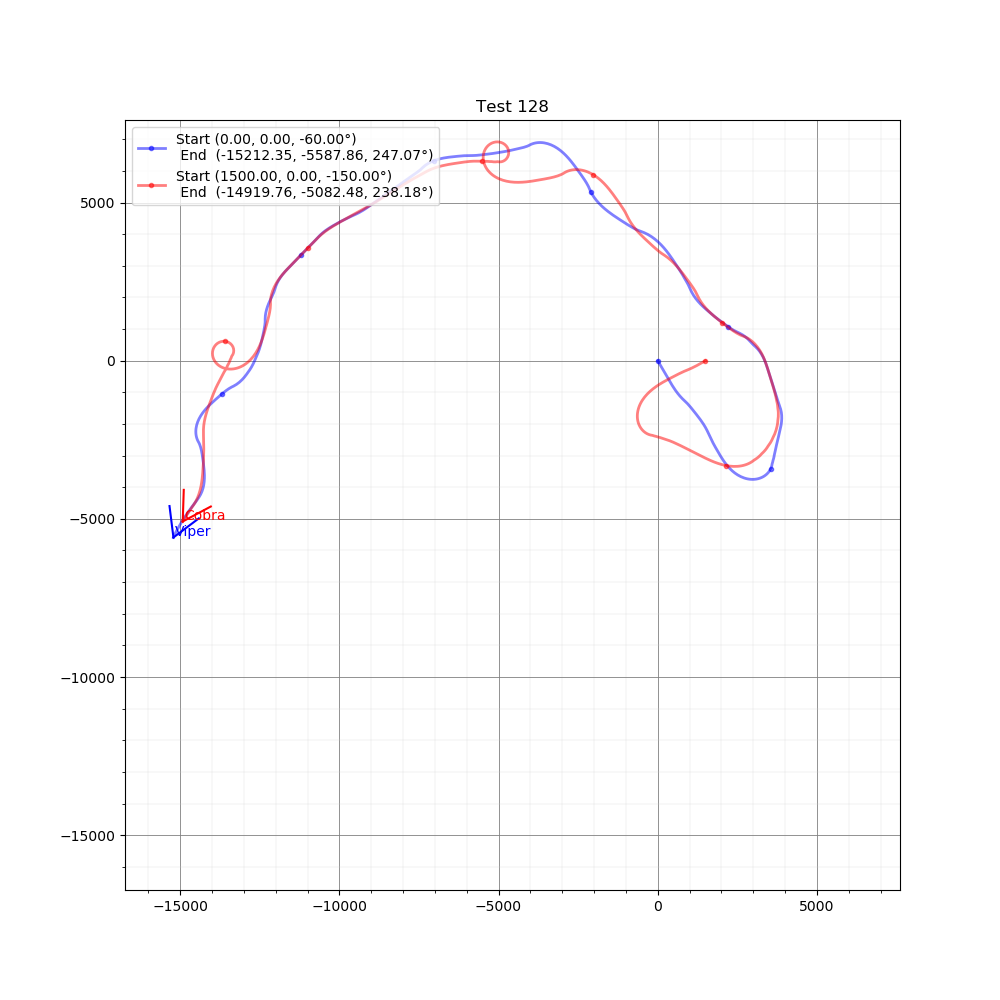 Test 128
Start (0.00, 0.00, -60.00°)
End (-15212.35, -5587.86, 247.07°)
Start (1500.00, 0.00, -150.00°)
End (-14919.76, -5082.48, 238.18°)
5000
0
−5000
−10000
−15000
Cobra
Viper
−15000 −10000 −5000 0 5000